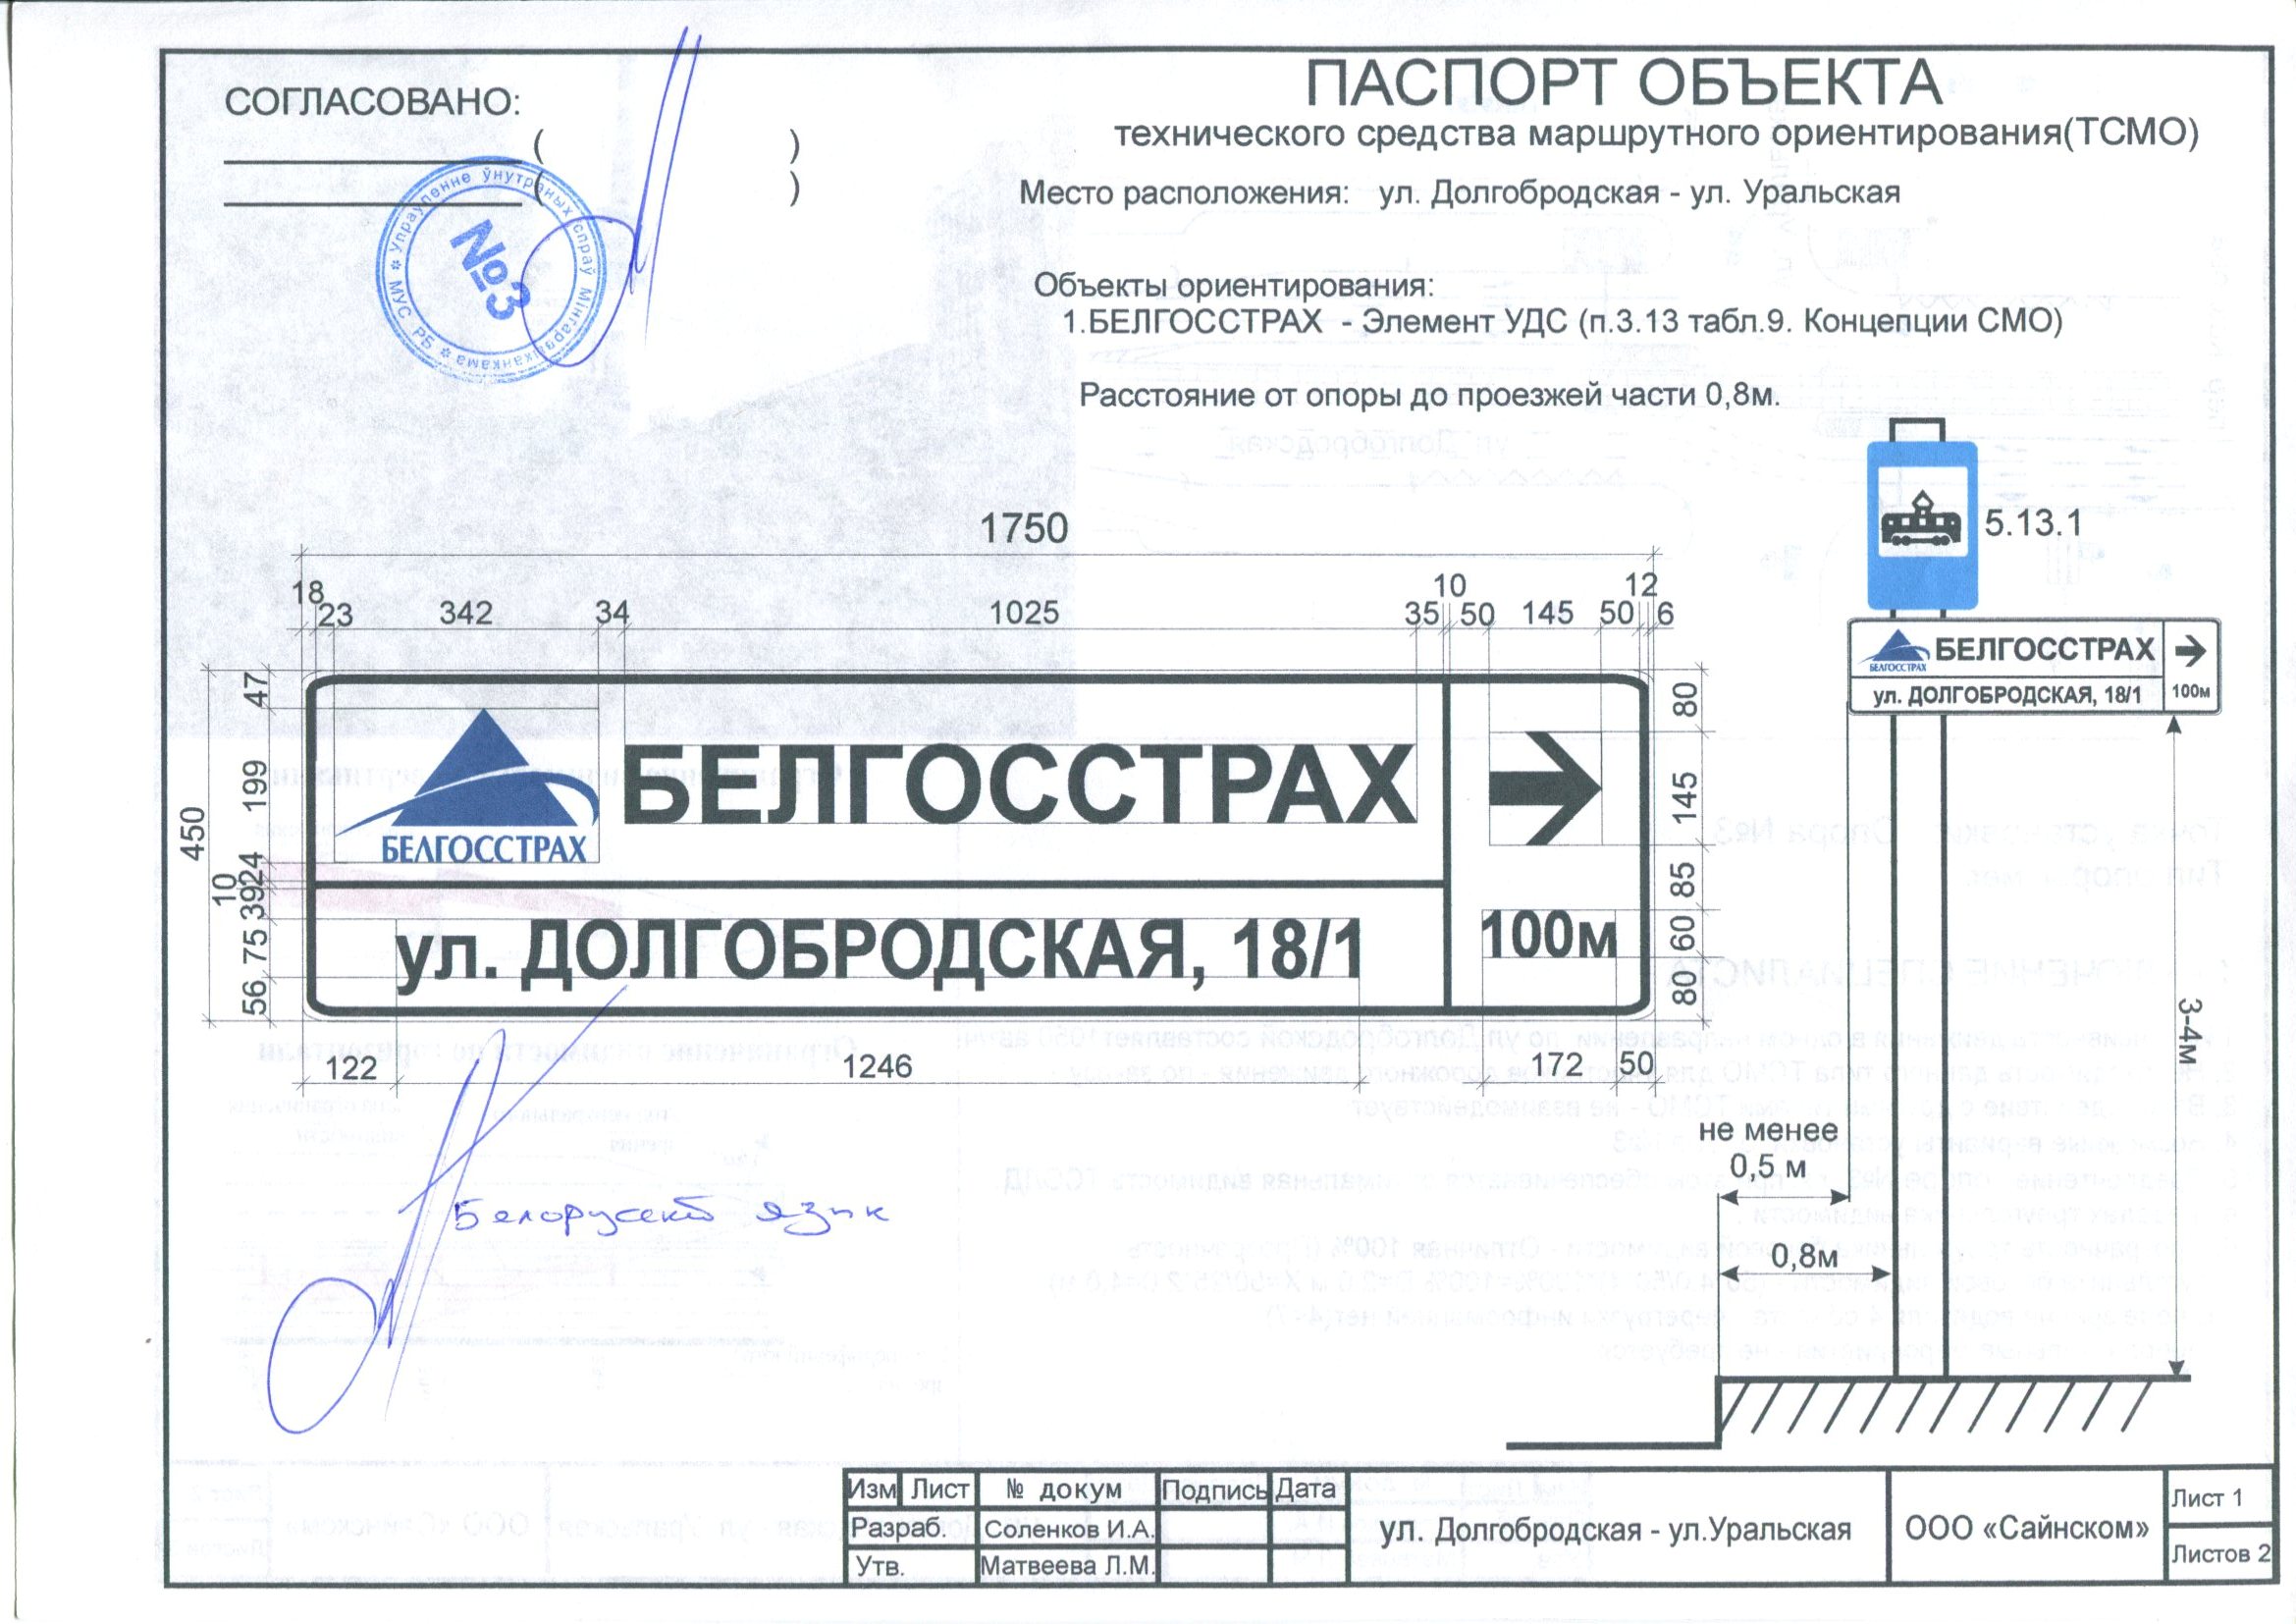 СОГЛАСОВАНО:
( )
( )
Упраўленне ўнутраных спраў Мінгарвыканкама * МУС РБ *
№3
ПАСПОРТ ОБЪЕКТА
технического средства маршрутного ориентирования(ТСМО)
Место расположения: ул. Долгобродская - ул. Уральская
Объекты ориентирования:
1.БЕЛГОССТРАХ - Элемент УДС (п.3.13 табл.9. Концепции СМО)
Расстояние от опоры до проезжей части 0,8м.
5.13.1
БЕЛГОССТРАХ
БЕЛГОССТРАХ
ул. ДОЛГОБРОДСКАЯ, 18/1
100м
1750
18 10 12
23 342 34 1025 35 50 145 50 6
450
47
199
24
10
39
75
56
80
145
85
60
80
БЕЛГОССТРАХ
БЕЛГОССТРАХ
ул. ДОЛГОБРОДСКАЯ, 18/1
100м
122 1246 172 50
3-4м
не менее
0,5 м
0,8м
Белорусский язык
Изм Лист № докум Подпись Дата
Разраб. Соленков И.А.
Утв. Матвеева Л.М.
ул. Долгобродская - ул.Уральская
ООО «Сайнском»
Лист 1
Листов 2